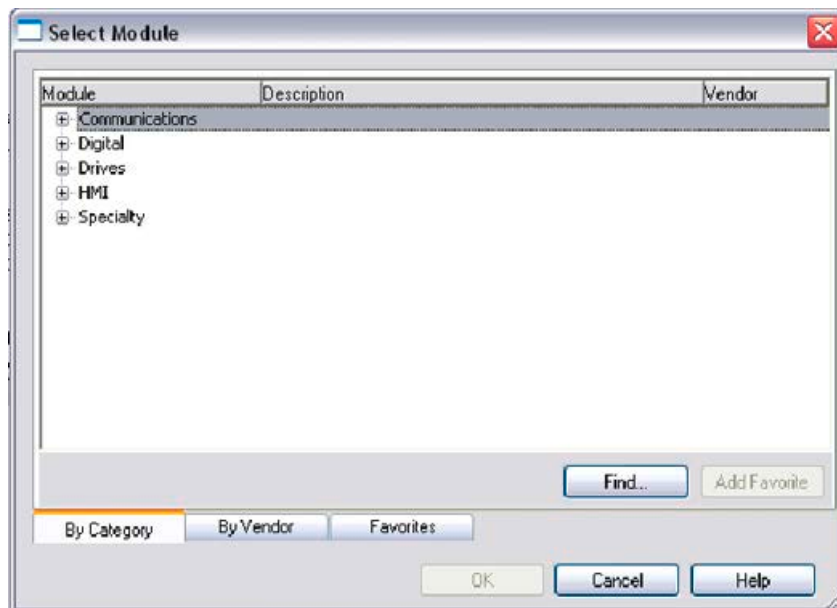 Select Module
Module Description Vendor
Communications
Digital
Drives
HMI
Specialty
Find... Add Favorite
By Category By Vendor Favorites
OK Cancel Help